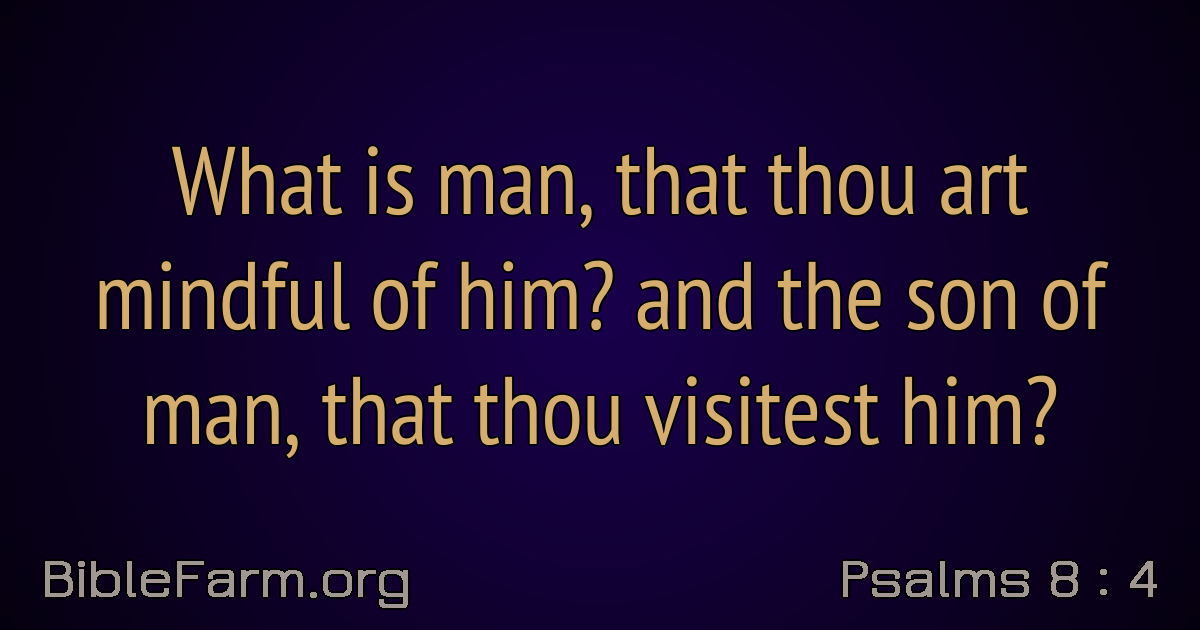 What is man, that thou art
mindful of him? and the son of
man, that thou visitest him?
BibleFarm.org
Psalms 8 : 4